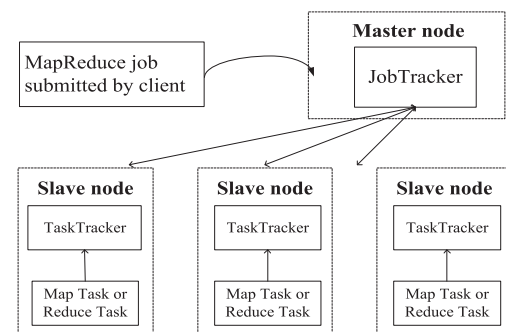 Master node
JobTracker
MapReduce job
submitted by client
Slave node
TaskTracker
Map Task or
Reduce Task
Slave node
TaskTracker
Map Task or
Reduce Task
Slave node
TaskTracker
Map Task or
Reduce Task